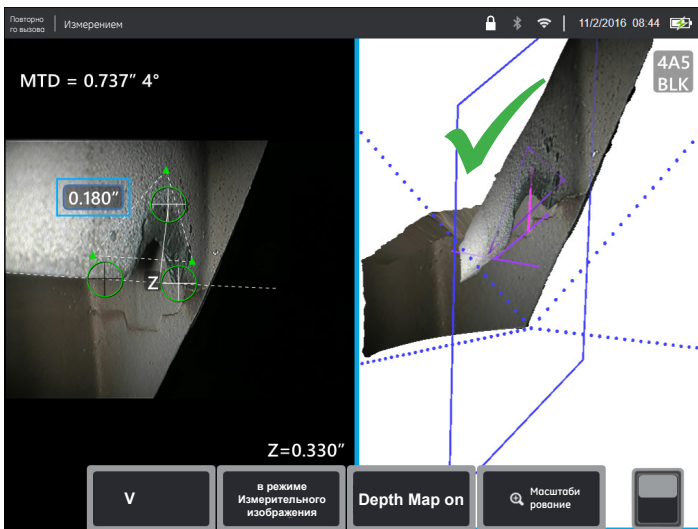 Повторно
го вызова
Измерением
11/2/2016 08:44
MTD = 0.737″ 4°
4A5
BLK
0.180″
Z
Z=0.330″
V
в режиме
Измерительного
изображения
Depth Map on
Масштаби
рование